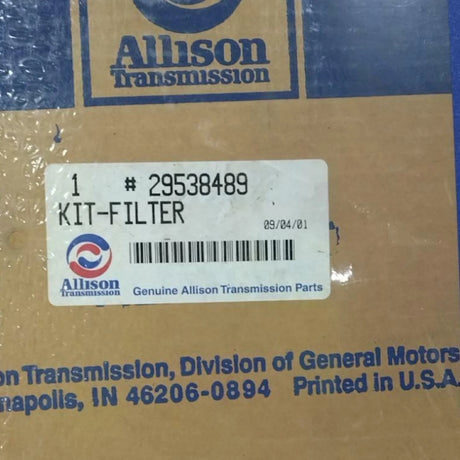 Allison
Transmission
1 # 29538489
KIT-FILTER
09/04/01
Allison
Transmission
Genuine Allison Transmission Parts
on Transmission, Division of General Motors
napolis, IN 46206-0894 Printed in U.S.A.